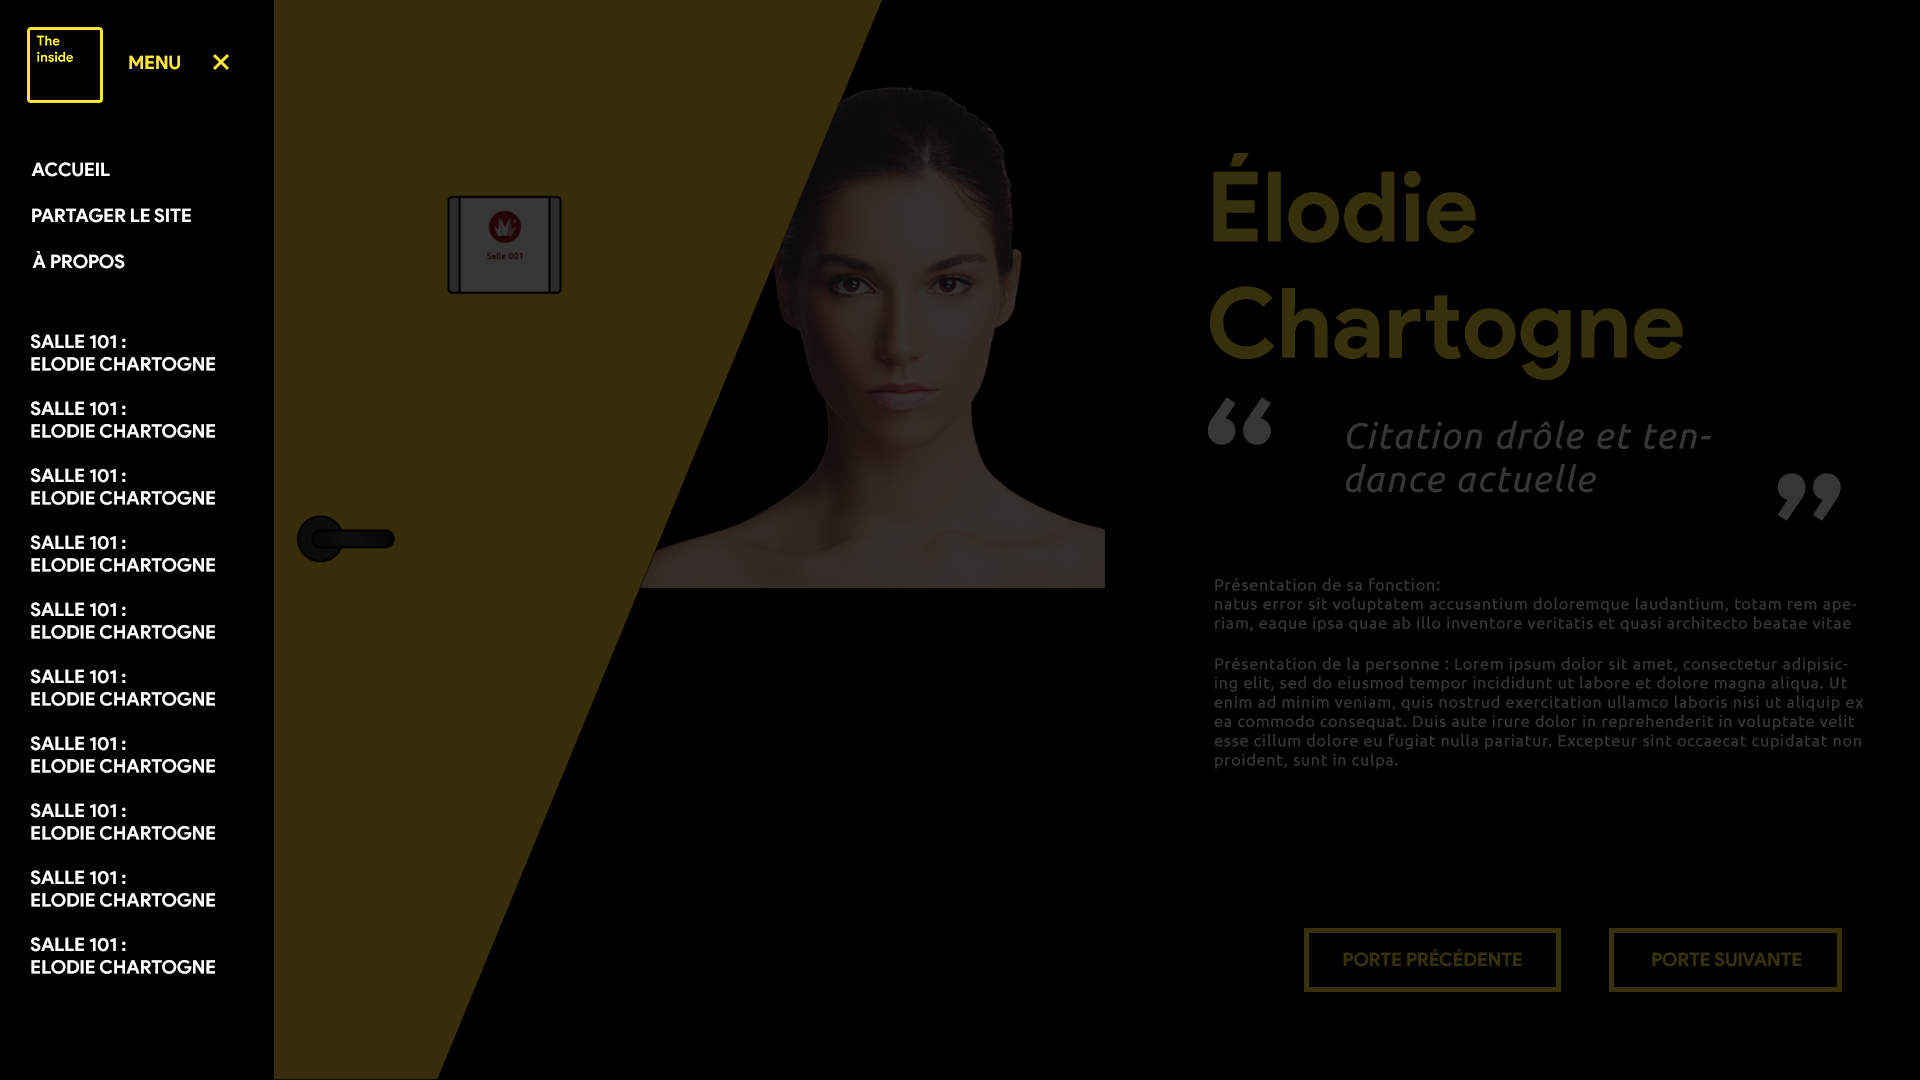 The
inside
MENU
ACCUEIL
PARTAGER LE SITE
À PROPOS
SALLE 101 :
ELODIE CHARTOGNE
SALLE 101 :
ELODIE CHARTOGNE
SALLE 101 :
ELODIE CHARTOGNE
SALLE 101 :
ELODIE CHARTOGNE
SALLE 101 :
ELODIE CHARTOGNE
SALLE 101 :
ELODIE CHARTOGNE
SALLE 101 :
ELODIE CHARTOGNE
SALLE 101 :
ELODIE CHARTOGNE
SALLE 101 :
ELODIE CHARTOGNE
SALLE 101 :
ELODIE CHARTOGNE
Salle 001
Élodie
Chartogne
“ Citation drôle et ten-
dance actuelle ”
Présentation de sa fonction:
natus error sit voluptatem accusantium doloremque laudantium, totam rem ape-
riam, eaque ipsa quae ab illo inventore veritatis et quasi architecto beatae vitae
Présentation de la personne : Lorem ipsum dolor sit amet, consectetur adipisic-
ing elit, sed do eiusmod tempor incididunt ut labore et dolore magna aliqua. Ut
enim ad minim veniam, quis nostrud exercitation ullamco laboris nisi ut aliquip ex
ea commodo consequat. Duis aute irure dolor in reprehenderit in voluptate velit
esse cillum dolore eu fugiat nulla pariatur. Excepteur sint occaecat cupidatat non
proident, sunt in culpa.
PORTE PRÉCÉDENTE
PORTE SUIVANTE